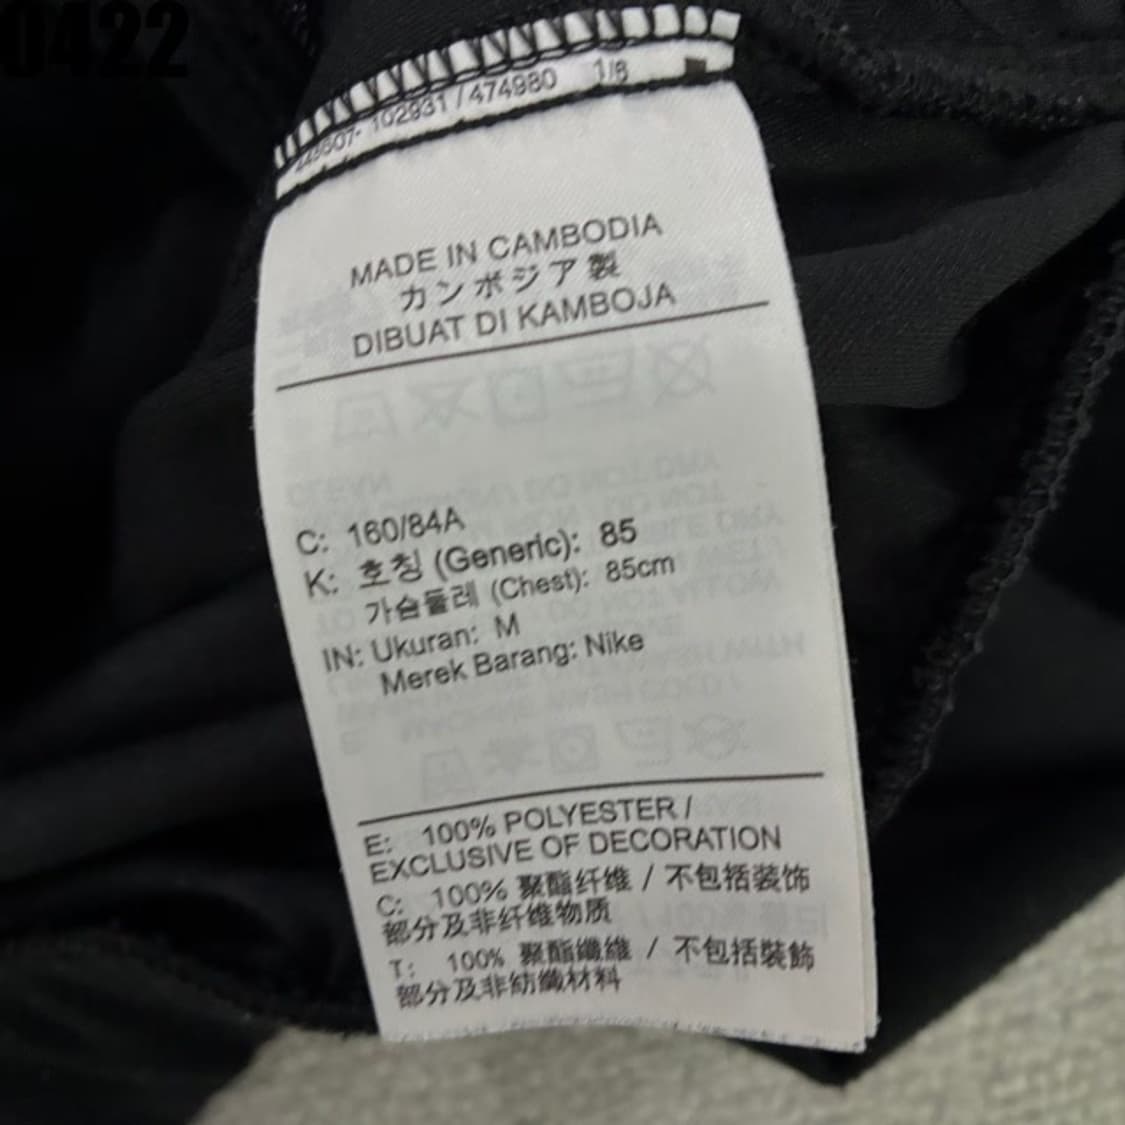 0422
102931 / 474980 1/8
MADE IN CAMBODIA
カンボジア製
DIBUAT DI KAMBOJA
C: 160/84A
K: 호칭 (Generic): 85
가슴둘레 (Chest): 85cm
IN: Ukuran: M
Merek Barang: Nike
E: 100% POLYESTER /
EXCLUSIVE OF DECORATION
C: 100% 聚酯纤维 / 不包括装饰
部分及非纤维物质
T: 100% 聚酯纖維 / 不包括裝飾
部分及非紡織材料